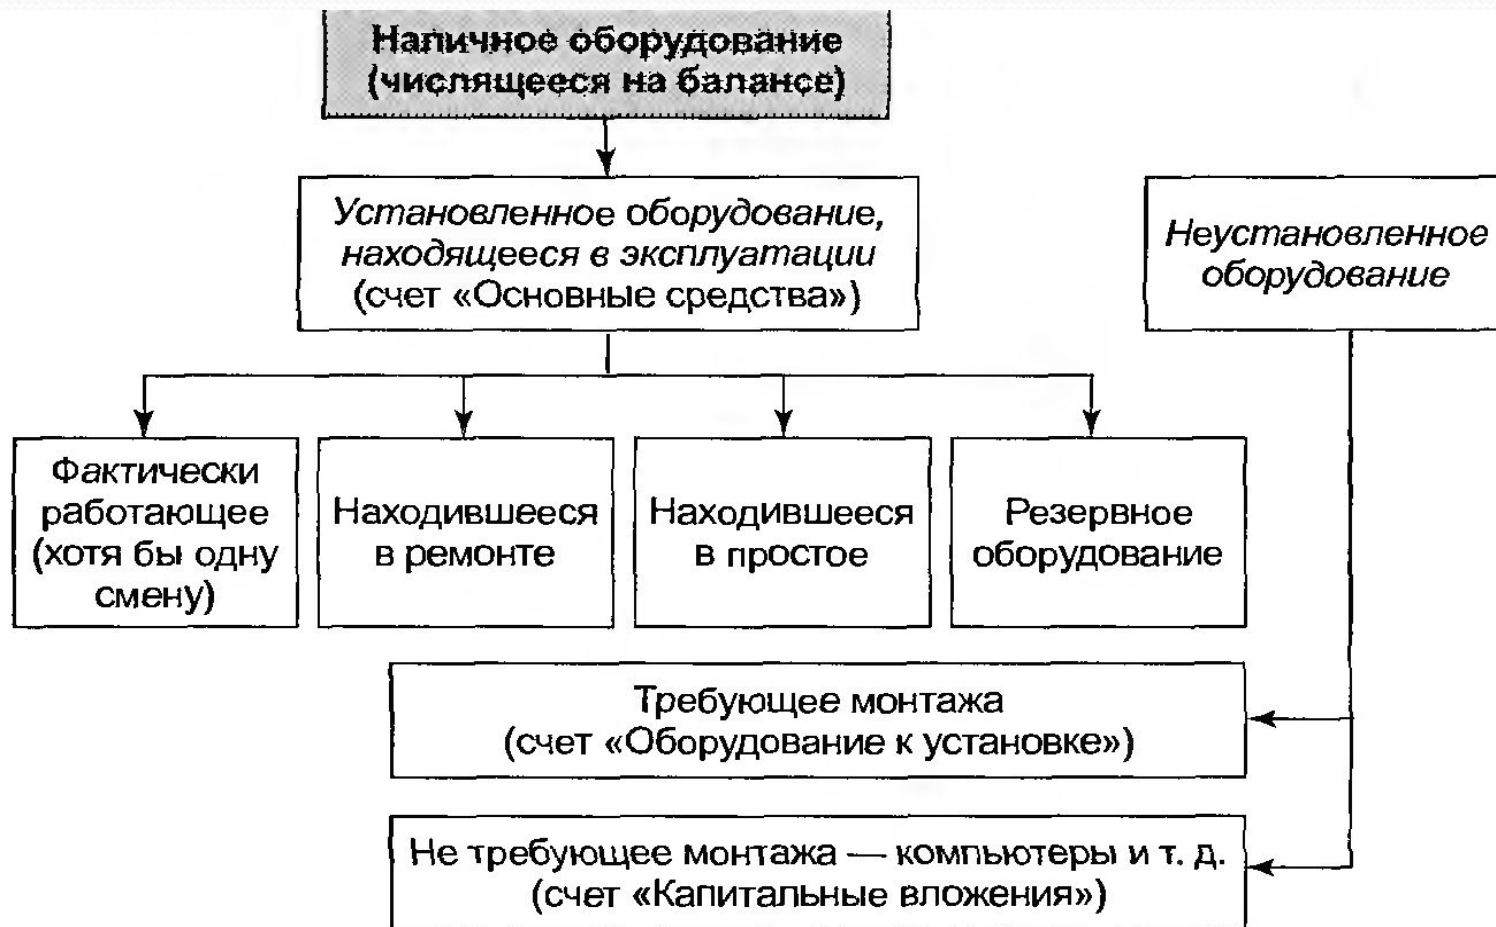 Наличное оборудование
(числящееся на балансе)
Установленное оборудование,
находящееся в эксплуатации
(счет «Основные средства»)
Неустановленное
оборудование
Фактически
работающее
(хотя бы одну
смену)
Находившееся
в ремонте
Находившееся
в простое
Резервное
оборудование
Требующее монтажа
(счет «Оборудование к установке»)
Не требующее монтажа — компьютеры и т. д.
(счет «Капитальные вложения»)